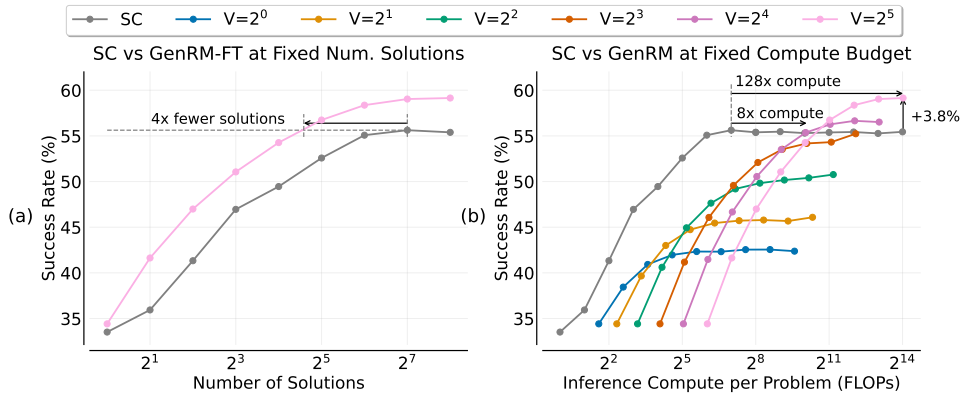 SC V=2^0 V=2^1 V=2^2 V=2^3 V=2^4 V=2^5
SC vs GenRM-FT at Fixed Num. Solutions
60
55
50
45
40
35
Success Rate (%)
(a)
4x fewer solutions
2^1 2^3 2^5 2^7
Number of Solutions
SC vs GenRM at Fixed Compute Budget
60
55
50
45
40
35
Success Rate (%)
(b)
128x compute
8x compute
+3.8%
2^2 2^5 2^8 2^11 2^14
Inference Compute per Problem (FLOPs)